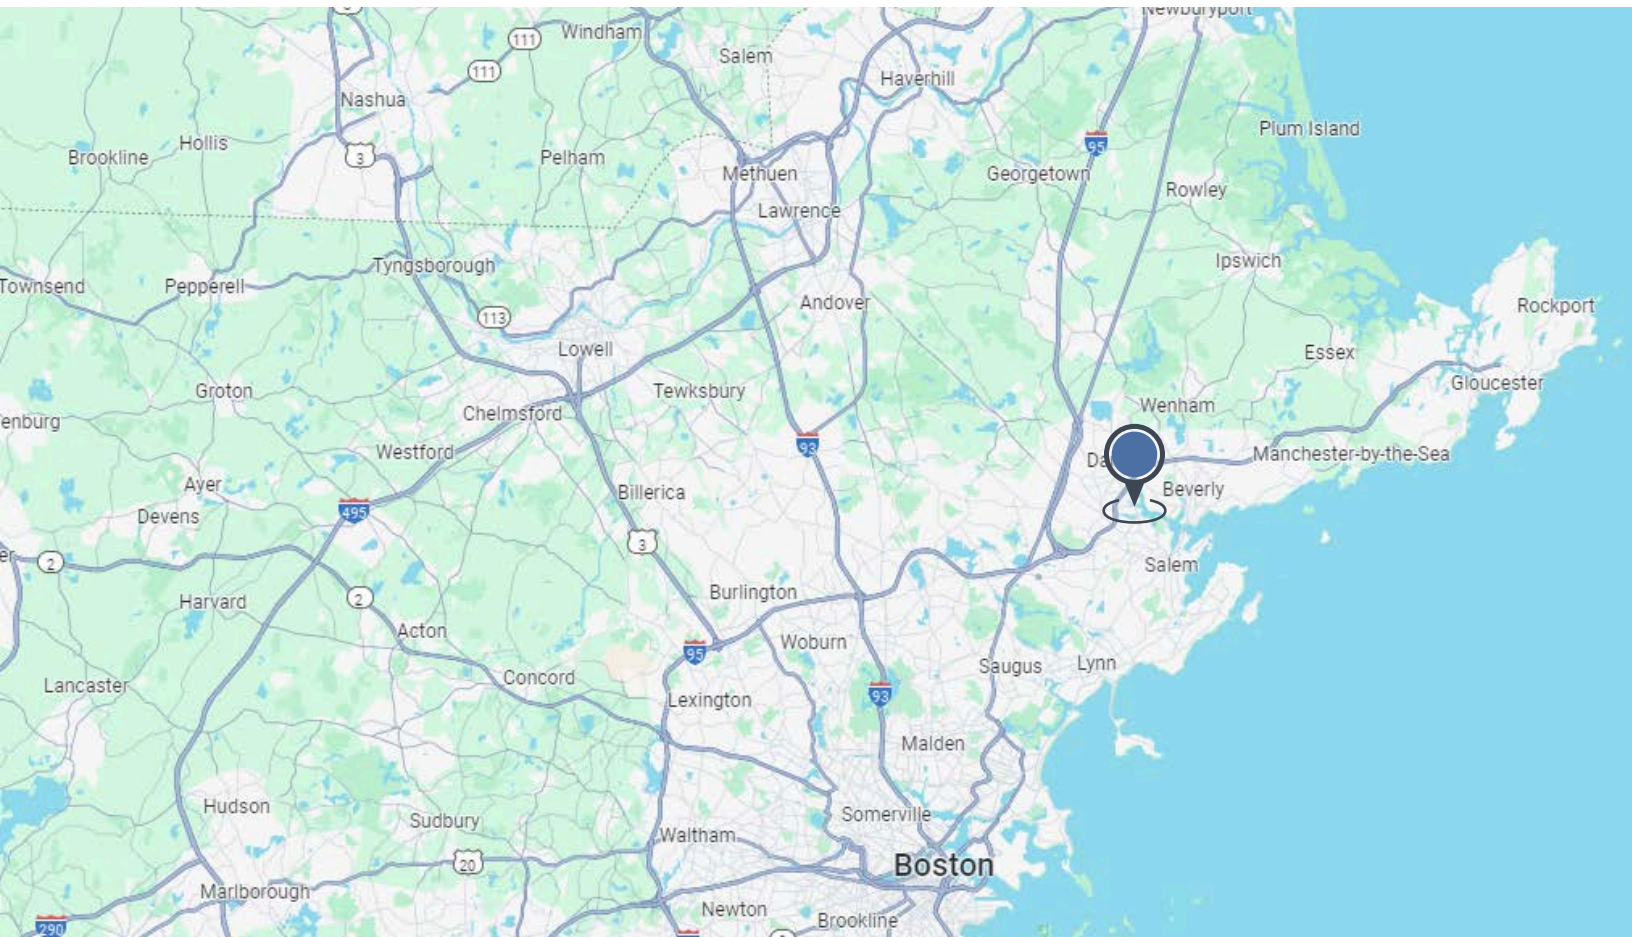 Newburyport
111
Windham
Salem
111
Haverhill
Nashua
Plum Island
95
Hollis
Brookline
3
Pelham
Methuen
Georgetown
Rowley
Lawrence
Tyngsborough
Ipswich
Townsend
Pepperell
Andover
Rockport
113
Lowell
Essex
Groton
Tewksbury
Gloucester
Wenham
Chelmsford
enburg
93
Westford
Da
Manchester-by-the-Sea
Ayer
Billerica
Beverly
495
Devens
3
er
2
Salem
Burlington
2
Harvard
Acton
Woburn
95
Saugus
Lynn
Concord
Lancaster
93
Lexington
Malden
Hudson
Sudbury
Somerville
Waltham
20
Boston
Marlborough
Newton
Brookline
290